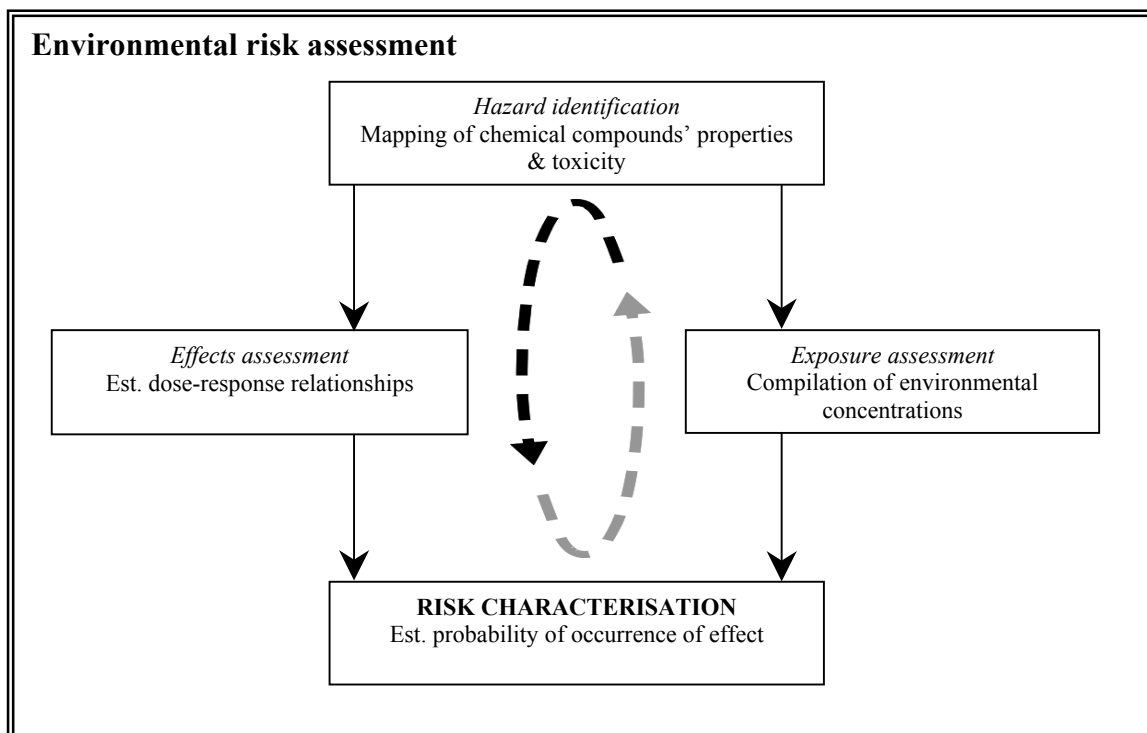 Environmental risk assessment
Hazard identification
Mapping of chemical compounds’ properties
& toxicity
Effects assessment
Est. dose-response relationships
Exposure assessment
Compilation of environmental
concentrations
RISK CHARACTERISATION
Est. probability of occurrence of effect